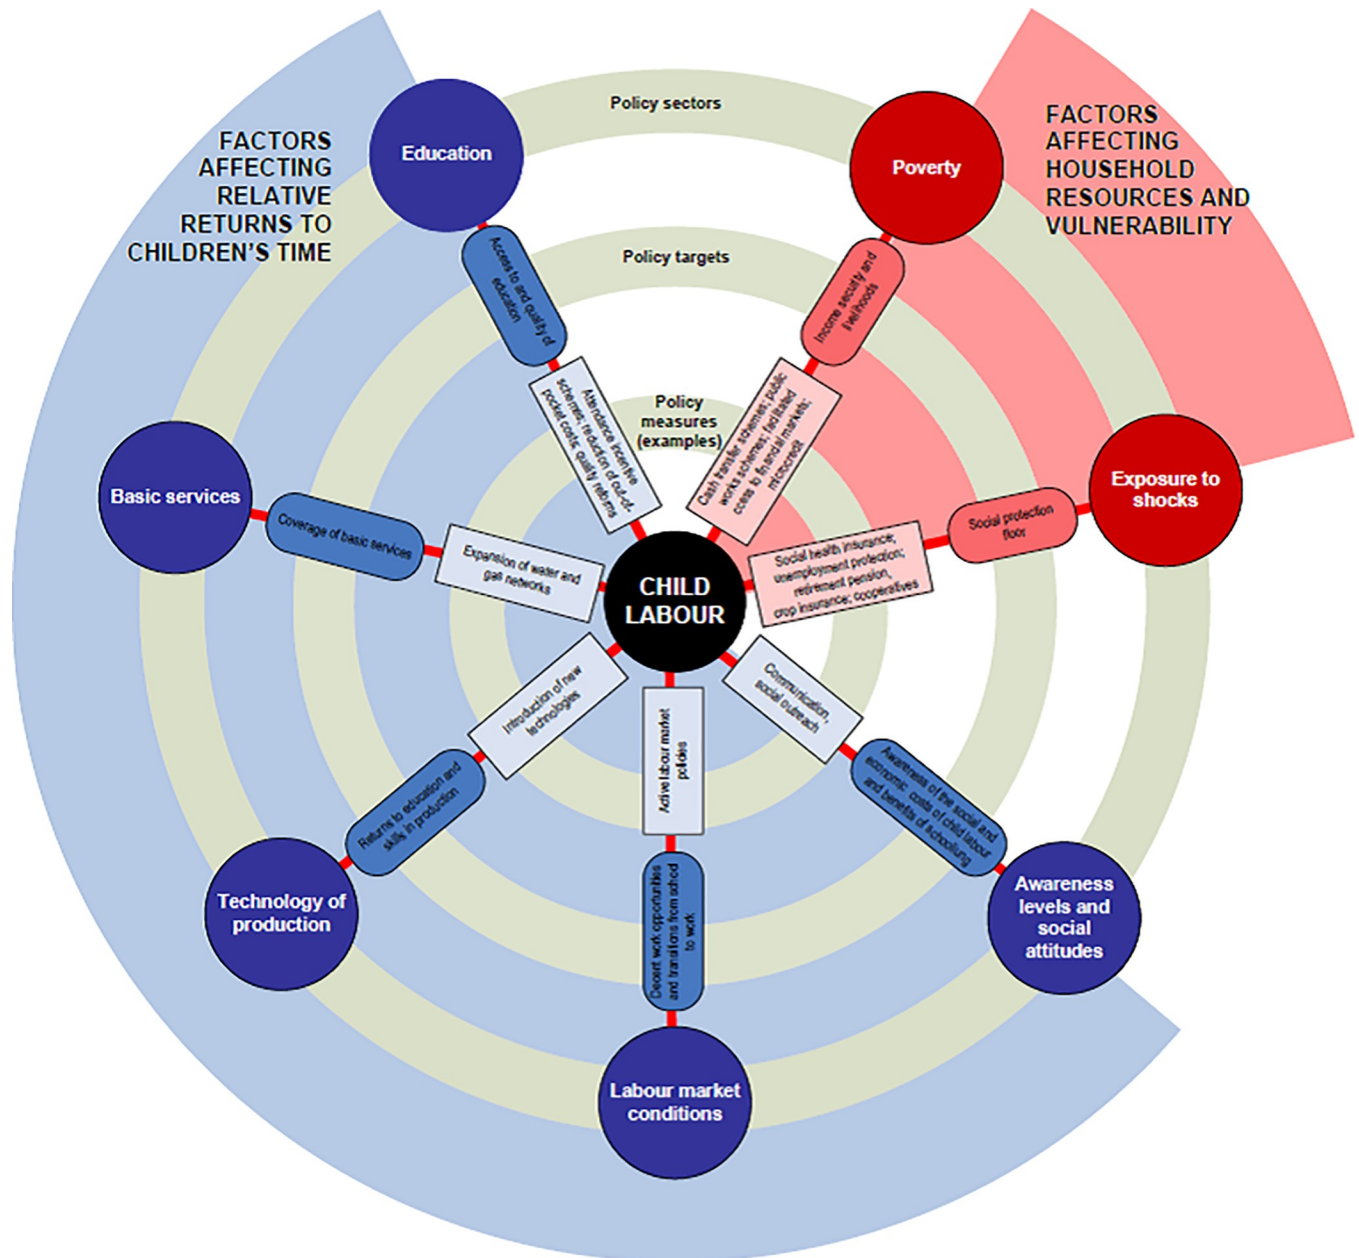 Policy sectors
Policy targets
Policy
measures
(examples)
FACTORS
AFFECTING
RELATIVE
RETURNS TO
CHILDREN'S TIME
FACTORS
AFFECTING
HOUSEHOLD
RESOURCES AND
VULNERABILITY
Education
Access to and quality of
education
Attendance incentive
schemes; reduction of out-of-
pocket costs; quality returns
Poverty
Income security and
livelihoods
Cash transfer schemes; public
works schemes; facilitated
ccess to financial markets;
microcredit
Basic services
Coverage of basic services
Expansion of water and
gas networks
Exposure to
shocks
Social protection
floor
Social health insurance;
unemployment protection;
retirement pension,
crop insurance; cooperatives
CHILD
LABOUR
Technology of
production
Returns to education and
skills in production
Introduction of new
technologies
Labour market
conditions
Decent work opportunities
and transitions from school
to work
Active labour market
policies
Awareness
levels and
social
attitudes
Awareness of the social and
economic costs of child labour
and benefits of schoollung
Communication,
social outreach